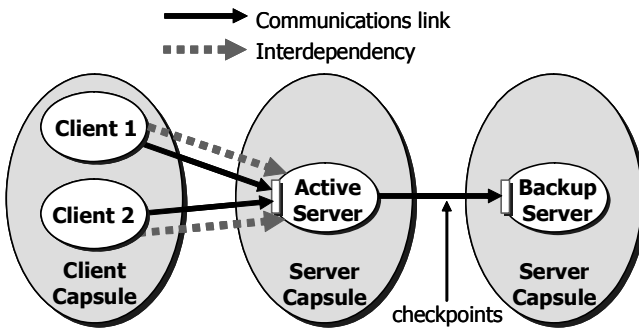 Communications link
Interdependency
Client 1
Client 2
Client
Capsule
Active
Server
Server
Capsule
Backup
Server
Server
Capsule
checkpoints